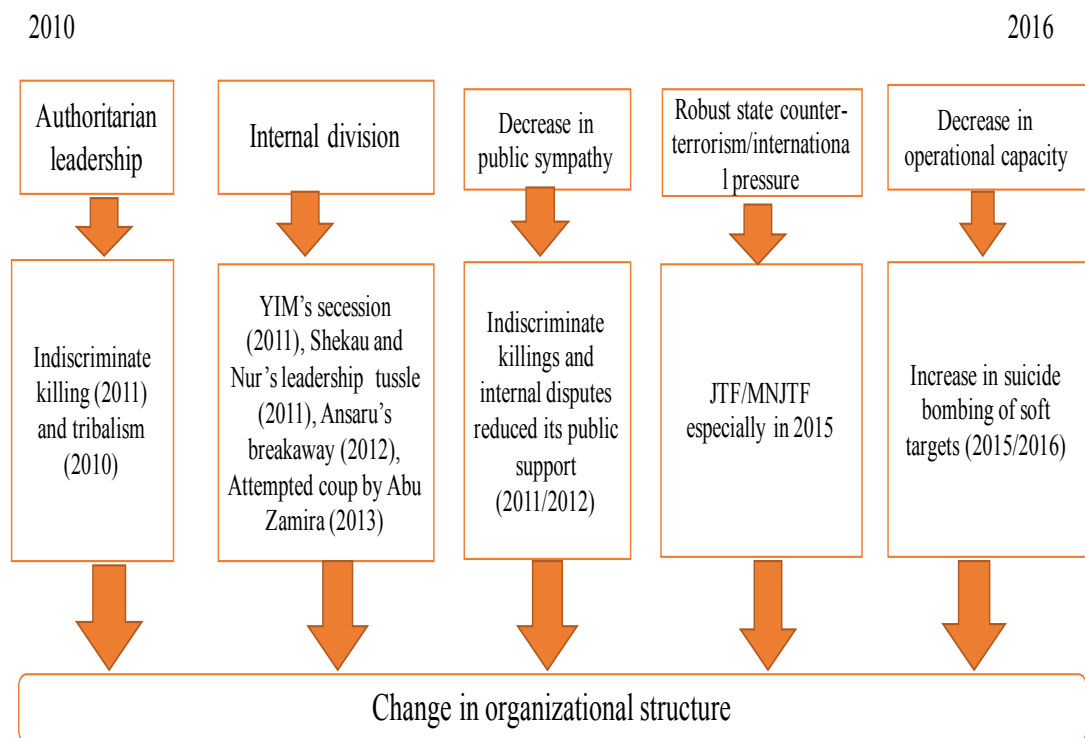 2010
2016
Authoritarian
leadership
Internal division
Decrease in
public sympathy
Robust state counter-
terrorism/internationa
l pressure
Decrease in
operational capacity
Indiscriminate
killing (2011)
and tribalism
(2010)
YIM's secession
(2011), Shekau and
Nur's leadership tussle
(2011), Ansaru's
breakaway (2012),
Attempted coup by Abu
Zamira (2013)
Indiscriminate
killings and
internal disputes
reduced its public
support
(2011/2012)
JTF/MNJTF
especially in 2015
Increase in suicide
bombing of soft
targets (2015/2016)
Change in organizational structure